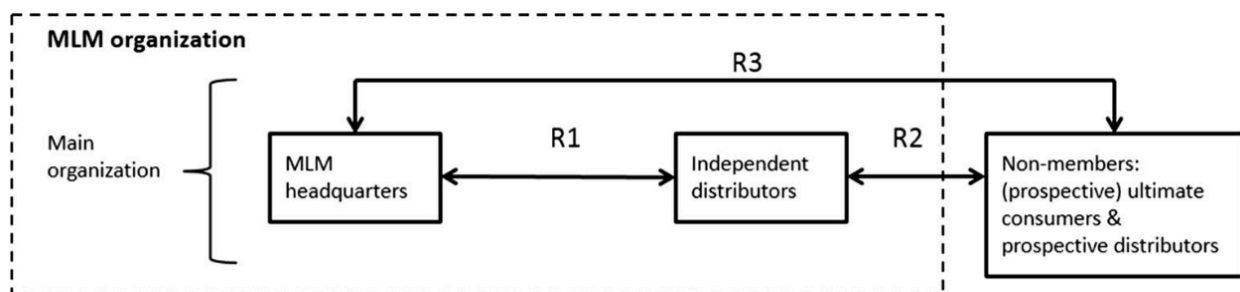 MLM organization
R3
Main
organization
MLM
headquarters
R1
Independent
distributors
R2
Non-members:
(prospective) ultimate
consumers &
prospective distributors